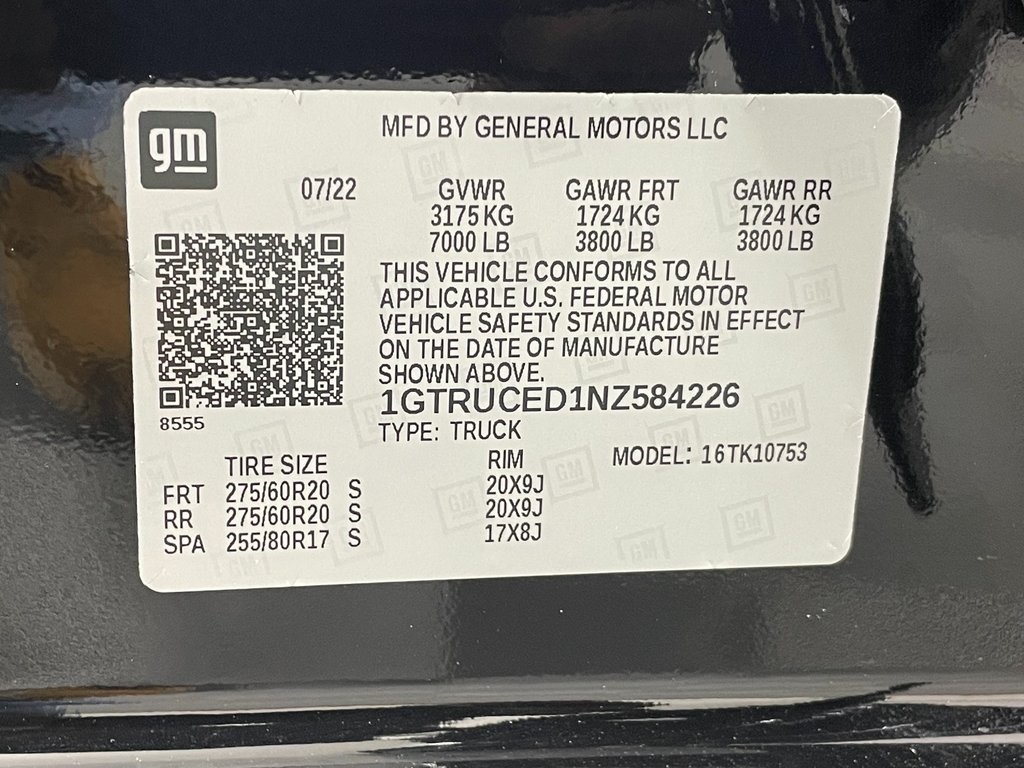 gm
MFD BY GENERAL MOTORS LLC
07/22 GVWR GAWR FRT GAWR RR
3175 KG 1724 KG 1724 KG
7000 LB 3800 LB 3800 LB
THIS VEHICLE CONFORMS TO ALL
APPLICABLE U.S. FEDERAL MOTOR
VEHICLE SAFETY STANDARDS IN EFFECT
ON THE DATE OF MANUFACTURE
SHOWN ABOVE.
1GTRUCED1NZ584226
8555
TYPE: TRUCK
TIRE SIZE RIM MODEL: 16TK10753
FRT 275/60R20 S 20X9J
RR 275/60R20 S 20X9J
SPA 255/80R17 S 17X8J